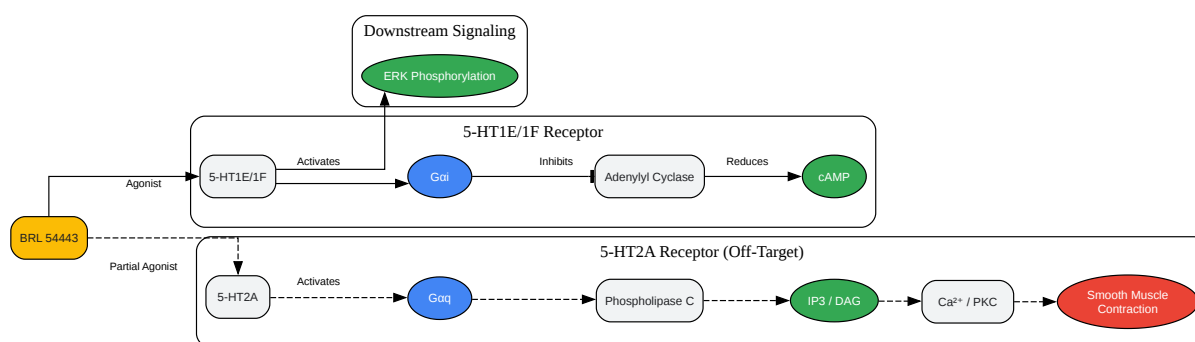 Downstream Signaling
ERK Phosphorylation
5-HT1E/1F Receptor
Activates
Inhibits
Reduces
Agonist
5-HT1E/1F
Gαi
Adenylyl Cyclase
cAMP
BRL 54443
Partial Agonist
5-HT2A Receptor (Off-Target)
Activates
5-HT2A
Gαq
Phospholipase C
IP3 / DAG
Ca²⁺ / PKC
Smooth Muscle
Contraction